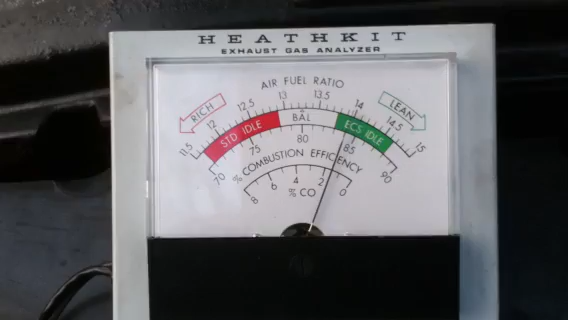 HEATHKIT
EXHAUST GAS ANALYZER
AIR FUEL RATIO
RICH LEAN
11.5 12 12.5 13 13.5 14 14.5 15
STD IDLE BAL ECS IDLE
70 75 80 85 90
% COMBUSTION EFFICIENCY
8 6 4 2 0
% CO